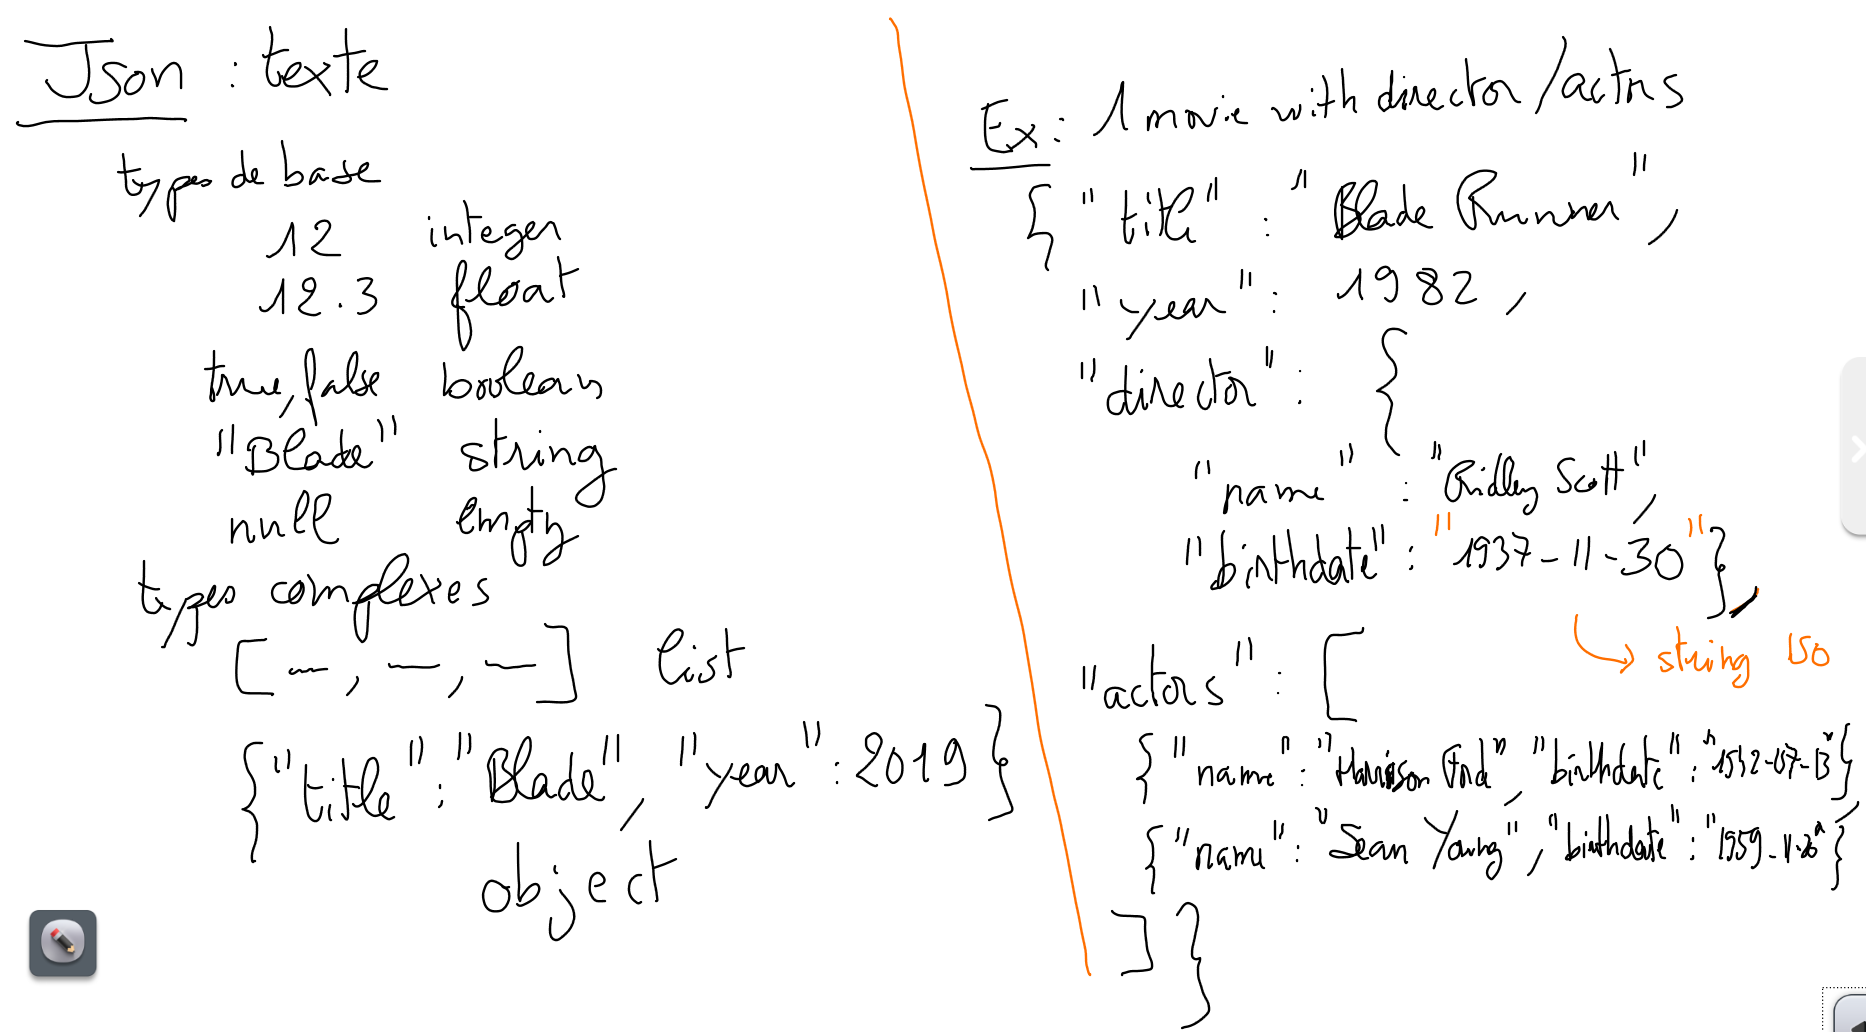 Json : texte
types de base
12 integer
12.3 float
true, false boolean
"Blade" string
null empty
types complexes
[ — , — , — ] list
{"title" : "Blade", "year" : 2019}
object
Ex : 1 movie with director/actors
{ "title" : "Blade Runner",
"year" : 1982 ,
"director" : {
"name" : "Ridley Scott",
"birthdate" : "1937-11-30"},
string ISO
"actors" : [
{"name" : "Harrison Ford", "birthdate" : "1942-07-13"},
{"name" : "Sean Young", "birthdate" : "1959-11-20"}
] }